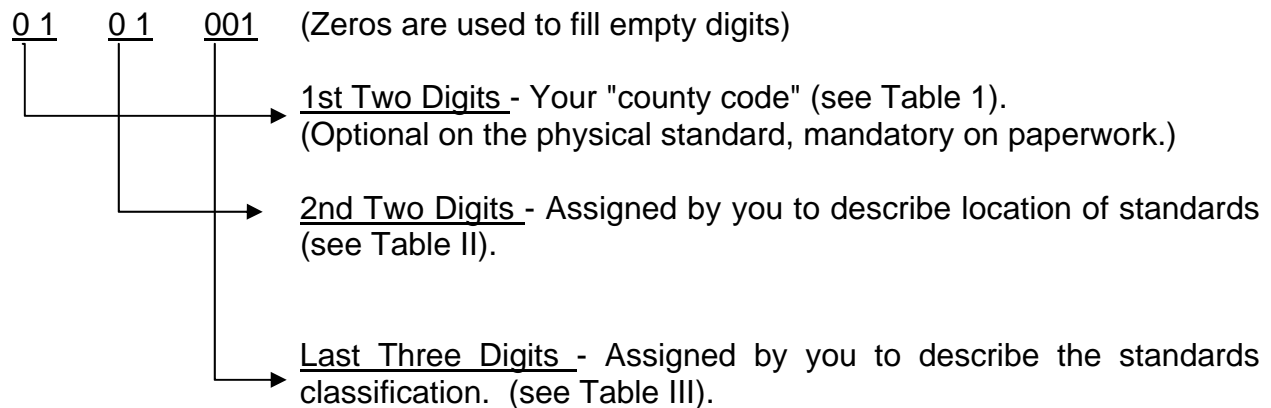 0 1 0 1 001 (Zeros are used to fill empty digits)
1st Two Digits - Your "county code" (see Table 1).
(Optional on the physical standard, mandatory on paperwork.)
2nd Two Digits - Assigned by you to describe location of standards
(see Table II).
Last Three Digits - Assigned by you to describe the standards
classification. (see Table III).